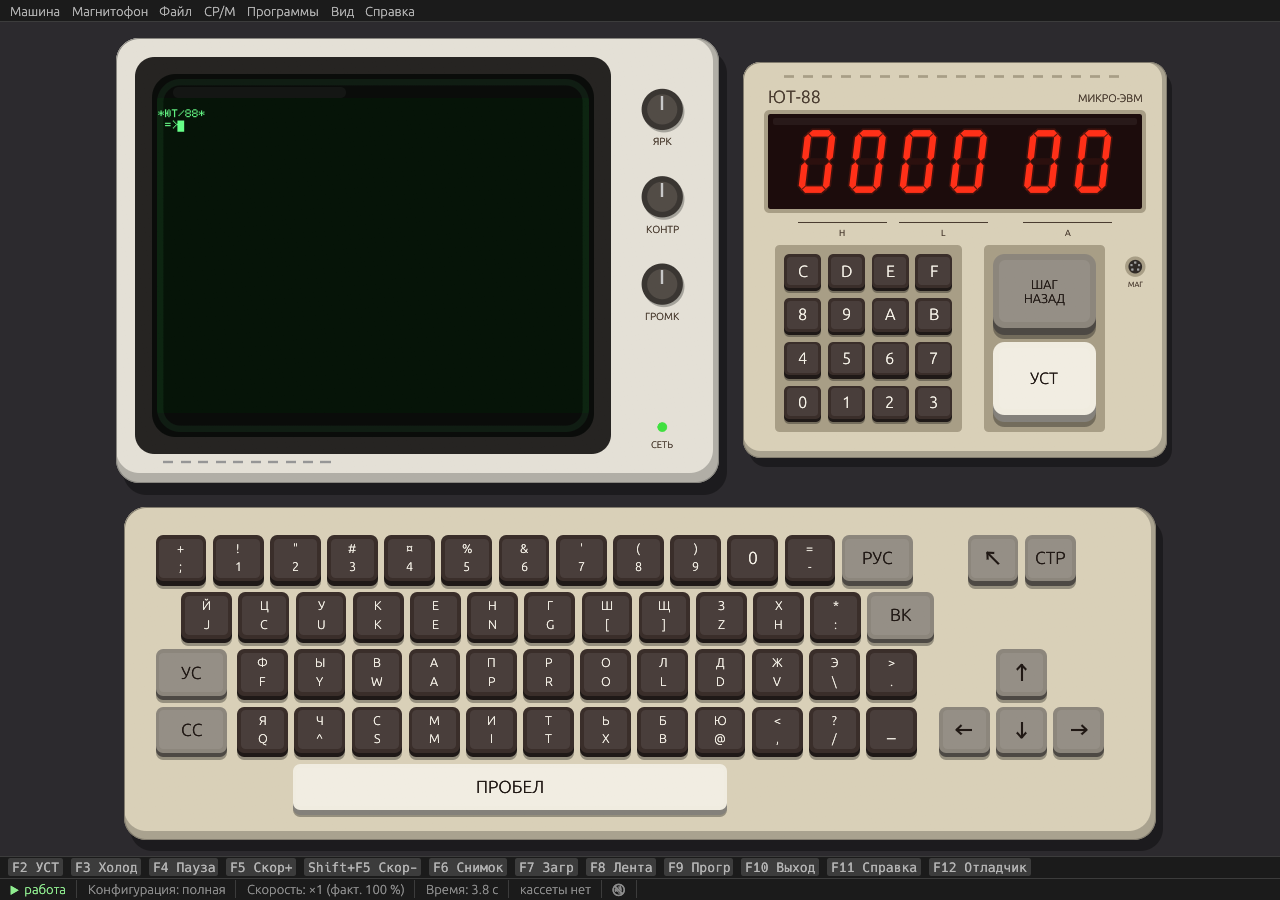 Машина Магнитофон Файл CP/M Программы Вид Справка
*ЮТ/88*
=>
ЯРК
КОНТР
ГРОМК
СЕТЬ
ЮТ-88 МИКРО-ЭВМ
0000 00
H L A
C D E F
8 9 A B
4 5 6 7
0 1 2 3
ШАГ
НАЗАД
УСТ
МАГ
+ ! " # ¤ % & ' ( ) =
; 1 2 3 4 5 6 7 8 9 0 - РУС ↖ СТР
Й Ц У К Е Н Г Ш Щ З Х *
J C U K E N G [ ] Z H : ВК
Ф Ы В А П Р О Л Д Ж Э >
УС F Y W A P R O L D V \ . ↑
Я Ч С М И Т Ь Б Ю < ?
СС Q ^ S M I T X B @ , / _ ← ↓ →
ПРОБЕЛ
F2 УСТ F3 Холод F4 Пауза F5 Скор+ Shift+F5 Скор- F6 Снимок F7 Загр F8 Лента F9 Прогр F10 Выход F11 Справка F12 Отладчик
▶ работа Конфигурация: полная Скорость: ×1 (факт. 100 %) Время: 3.8 с кассеты нет